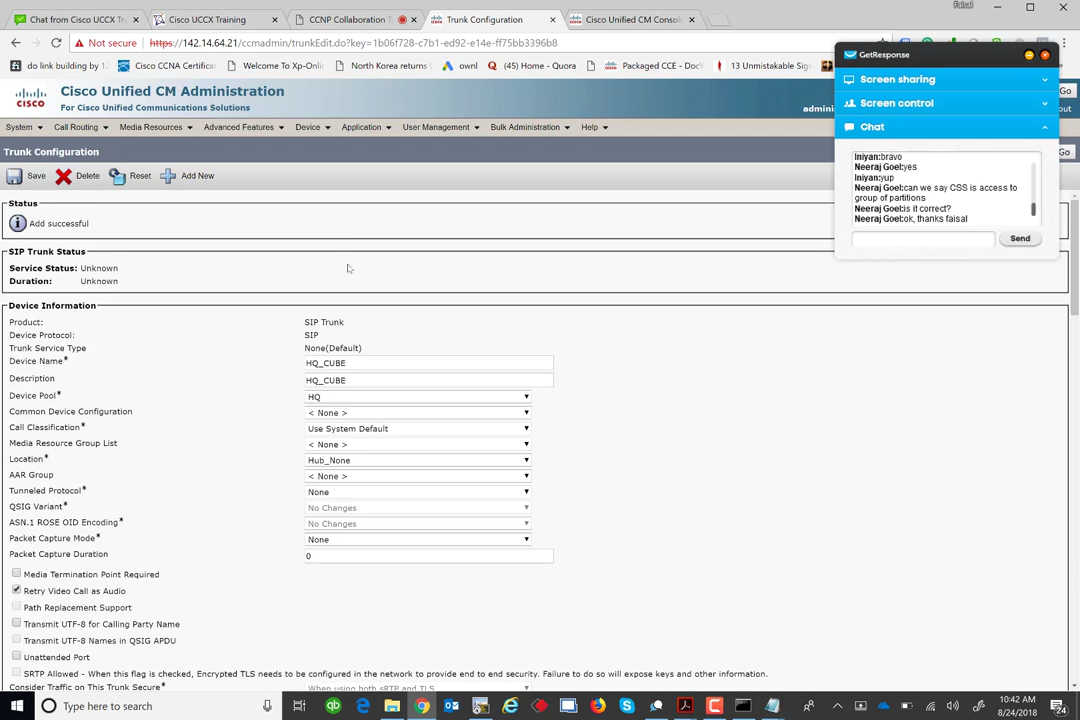 Faisal
Chat from Cisco UCCX Tr
Cisco UCCX Training
CCNP Collaboration T
Trunk Configuration
Cisco Unified CM Console
Not secure
https://142.14.64.21/ccmadmin/trunkEdit.do?key=1b06f728-c7b1-ed92-e14e-ff75bb3396b8
do link building by 12
Cisco CCNA Certificat
Welcome To Xp-Onli
North Korea returns
ownl
(45) Home - Quora
Packaged CCE - DocV
13 Unmistakable Sign
Cisco Unified CM Administration
For Cisco Unified Communications Solutions
CISCO
admini
Go
out
System
Call Routing
Media Resources
Advanced Features
Device
Application
User Management
Bulk Administration
Help
Trunk Configuration
Go
Save
Delete
Reset
Add New
Status
Add successful
SIP Trunk Status
Service Status: Unknown
Duration: Unknown
Device Information
Product: SIP Trunk
Device Protocol: SIP
Trunk Service Type None(Default)
Device Name* HQ_CUBE
Description HQ_CUBE
Device Pool* HQ
Common Device Configuration < None >
Call Classification* Use System Default
Media Resource Group List < None >
Location* Hub_None
AAR Group < None >
Tunneled Protocol* None
QSIG Variant* No Changes
ASN.1 ROSE OID Encoding* No Changes
Packet Capture Mode* None
Packet Capture Duration 0
Media Termination Point Required
Retry Video Call as Audio
Path Replacement Support
Transmit UTF-8 for Calling Party Name
Transmit UTF-8 Names in QSIG APDU
Unattended Port
SRTP Allowed - When this flag is checked, Encrypted TLS needs to be configured in the network to provide end to end security. Failure to do so will expose keys and other information.
Consider Traffic on This Trunk Secure* When using both sRTP and TLS
GetResponse
Screen sharing
Screen control
Chat
Iniyan:bravo
Neeraj Goel:yes
Iniyan:yup
Neeraj Goel:can we say CSS is access to
group of partitions
Neeraj Goel:is it correct?
Neeraj Goel:ok, thanks faisal
Send
Type here to search
10:42 AM
8/24/2018
24